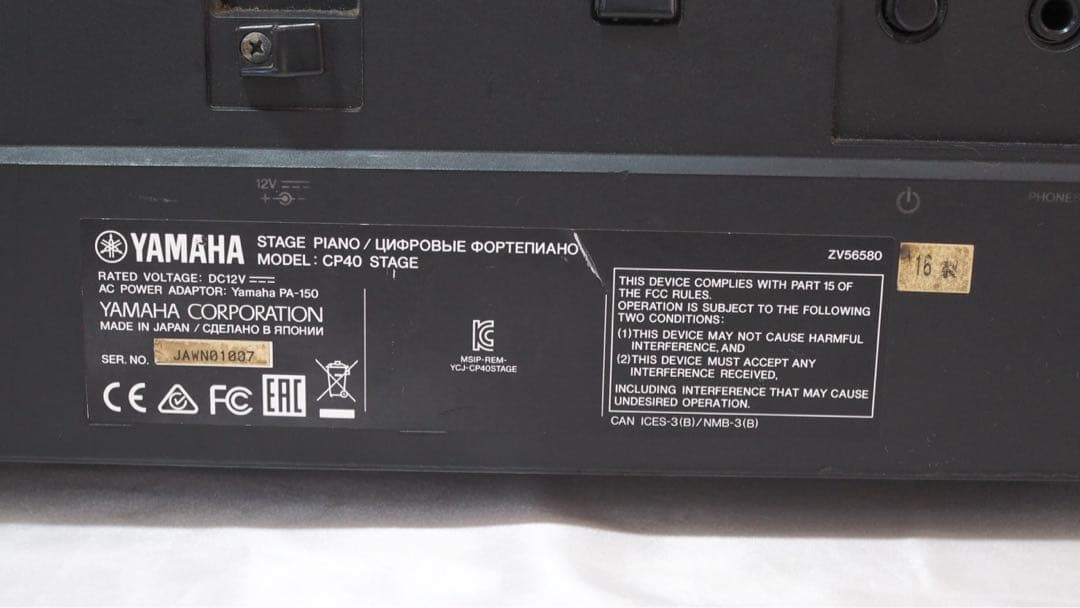 12V
PHONES
YAMAHA STAGE PIANO / ЦИФРОВЫЕ ФОРТЕПИАНО
MODEL : CP40 STAGE
ZV56580
16
RATED VOLTAGE: DC12V
AC POWER ADAPTOR: Yamaha PA-150
YAMAHA CORPORATION
MADE IN JAPAN / СДЕЛАНО В ЯПОНИИ
SER. NO. JAWN01007
CE FC EAC
MSIP-REM-
YCJ-CP40STAGE
THIS DEVICE COMPLIES WITH PART 15 OF
THE FCC RULES.
OPERATION IS SUBJECT TO THE FOLLOWING
TWO CONDITIONS:
(1)THIS DEVICE MAY NOT CAUSE HARMFUL
INTERFERENCE, AND
(2)THIS DEVICE MUST ACCEPT ANY
INTERFERENCE RECEIVED,
INCLUDING INTERFERENCE THAT MAY CAUSE
UNDESIRED OPERATION.
CAN ICES-3(B)/NMB-3(B)